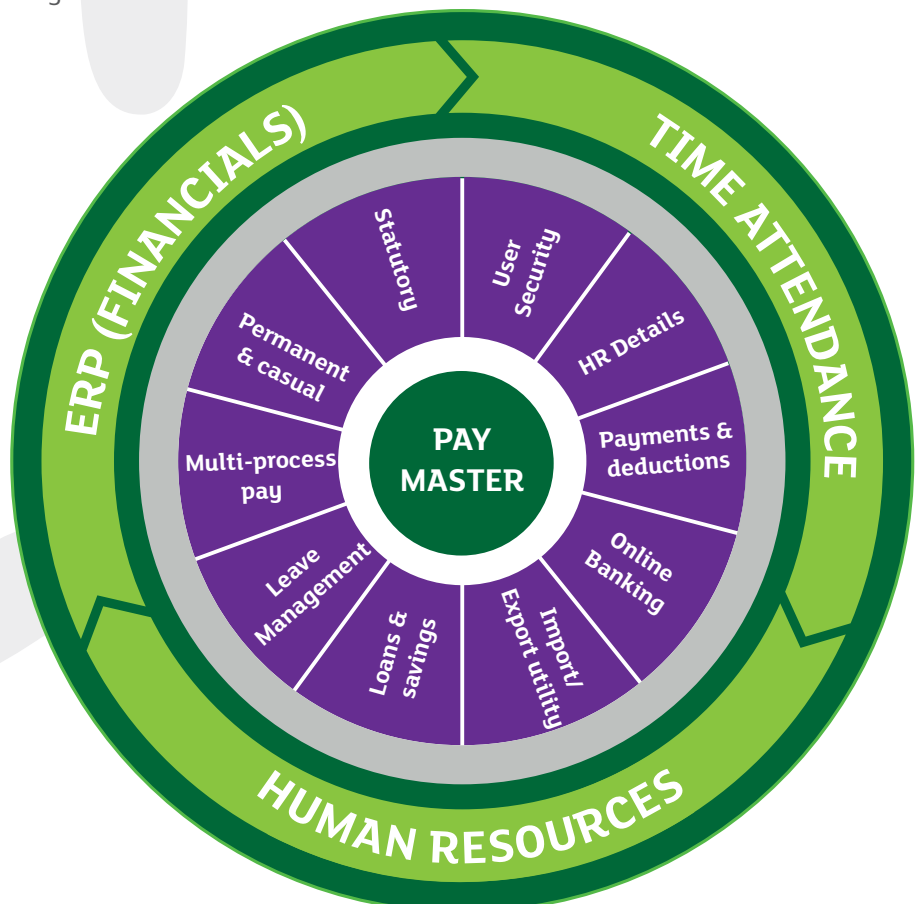 ERP (FINANCIALS)
TIME ATTENDANCE
HUMAN RESOURCES
PAY
MASTER
User
Security
HR Details
Payments &
deductions
Online
Banking
Import/
Export utility
Loans &
savings
Leave
Management
Multi-process
pay
Permanent
& casual
Statutory